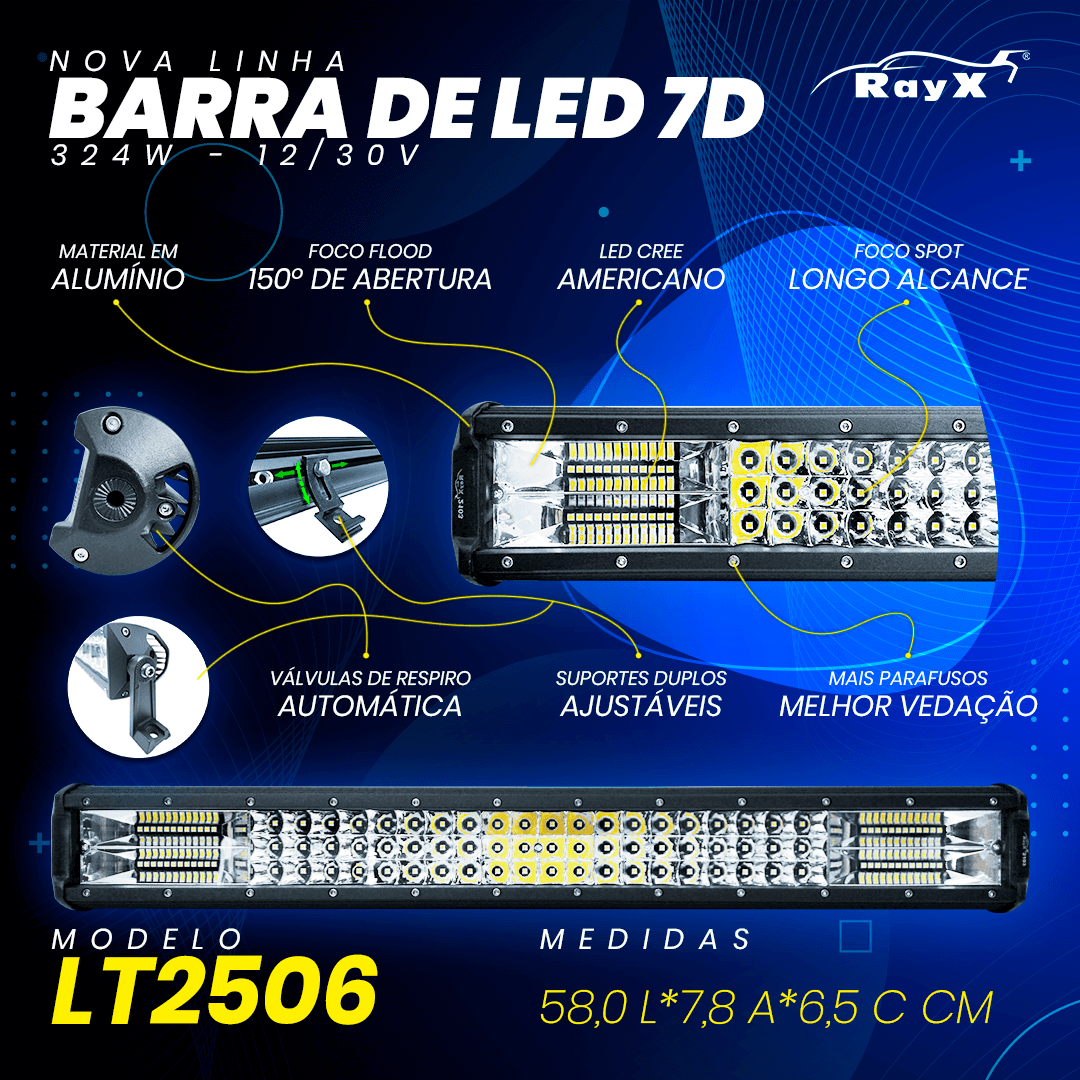 NOVA LINHA
BARRA DE LED 7D
324W - 12/30V
RayX®
MATERIAL EM
ALUMÍNIO
FOCO FLOOD
150º DE ABERTURA
LED CREE
AMERICANO
FOCO SPOT
LONGO ALCANCE
VÁLVULAS DE RESPIRO
AUTOMÁTICA
SUPORTES DUPLOS
AJUSTÁVEIS
MAIS PARAFUSOS
MELHOR VEDAÇÃO
MODELO
LT2506
MEDIDAS
58,0 L*7,8 A*6,5 C CM